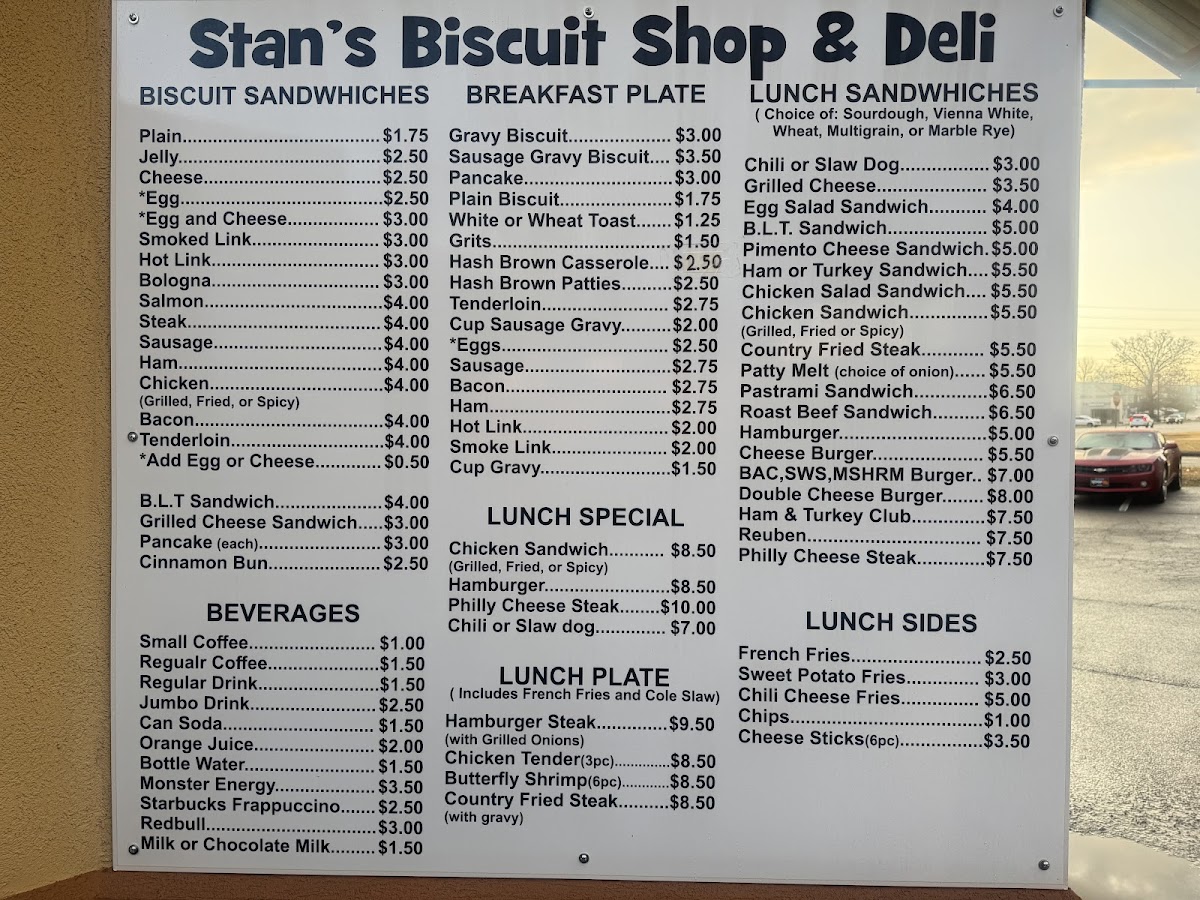 Stan's Biscuit Shop & Deli
BISCUIT SANDWHICHES
Plain.......................................$1.75
Jelly.......................................$2.50
Cheese..................................$2.50
*Egg.......................................$2.50
*Egg and Cheese..................$3.00
Smoked Link.........................$3.00
Hot Link.................................$3.00
Bologna.................................$3.00
Salmon..................................$4.00
Steak.....................................$4.00
Sausage................................$4.00
Ham.......................................$4.00
Chicken.................................$4.00
(Grilled, Fried, or Spicy)
Bacon....................................$4.00
Tenderloin.............................$4.00
*Add Egg or Cheese.............$0.50
B.L.T Sandwich.....................$4.00
Grilled Cheese Sandwich.....$3.00
Pancake (each)......................$3.00
Cinnamon Bun......................$2.50
BEVERAGES
Small Coffee........................ $1.00
Regualr Coffee.....................$1.50
Regular Drink.......................$1.50
Jumbo Drink.........................$2.50
Can Soda............................. $1.50
Orange Juice........................$2.00
Bottle Water.........................$1.50
Monster Energy...................$3.50
Starbucks Frappuccino......$2.50
Redbull.................................$3.00
Milk or Chocolate Milk.........$1.50
BREAKFAST PLATE
Gravy Biscuit.................... $3.00
Sausage Gravy Biscuit.... $3.50
Pancake.............................$3.00
Plain Biscuit......................$1.75
White or Wheat Toast.......$1.25
Grits...................................$1.50
Hash Brown Casserole.... $2.50
Hash Brown Patties..........$2.50
Tenderloin......................... $2.75
Cup Sausage Gravy..........$2.00
*Eggs................................. $2.50
Sausage............................ $2.75
Bacon................................ $2.75
Ham...................................$2.75
Hot Link............................ $2.00
Smoke Link.......................$2.00
Cup Gravy.........................$1.50
LUNCH SPECIAL
Chicken Sandwich........... $8.50
(Grilled, Fried, or Spicy)
Hamburger........................$8.50
Philly Cheese Steak.......$10.00
Chili or Slaw dog.............. $7.00
LUNCH PLATE
( Includes French Fries and Cole Slaw)
Hamburger Steak..............$9.50
(with Grilled Onions)
Chicken Tender(3pc).............$8.50
Butterfly Shrimp(6pc)............$8.50
Country Fried Steak..........$8.50
(with gravy)
LUNCH SANDWHICHES
( Choice of: Sourdough, Vienna White,
Wheat, Multigrain, or Marble Rye)
Chili or Slaw Dog.................$3.00
Grilled Cheese......................$3.50
Egg Salad Sandwich........... $4.00
B.L.T. Sandwich...................$5.00
Pimento Cheese Sandwich.$5.00
Ham or Turkey Sandwich....$5.50
Chicken Salad Sandwich.... $5.50
Chicken Sandwich...............$5.50
(Grilled, Fried or Spicy)
Country Fried Steak............ $5.50
Patty Melt (choice of onion)...... $5.50
Pastrami Sandwich..............$6.50
Roast Beef Sandwich..........$6.50
Hamburger............................$5.00
Cheese Burger......................$5.50
BAC,SWS,MSHRM Burger.. $7.00
Double Cheese Burger........$8.00
Ham & Turkey Club..............$7.50
Reuben................................. $7.50
Philly Cheese Steak.............$7.50
LUNCH SIDES
French Fries......................... $2.50
Sweet Potato Fries.............. $3.00
Chili Cheese Fries...............$5.00
Chips.....................................$1.00
Cheese Sticks(6pc)................$3.50